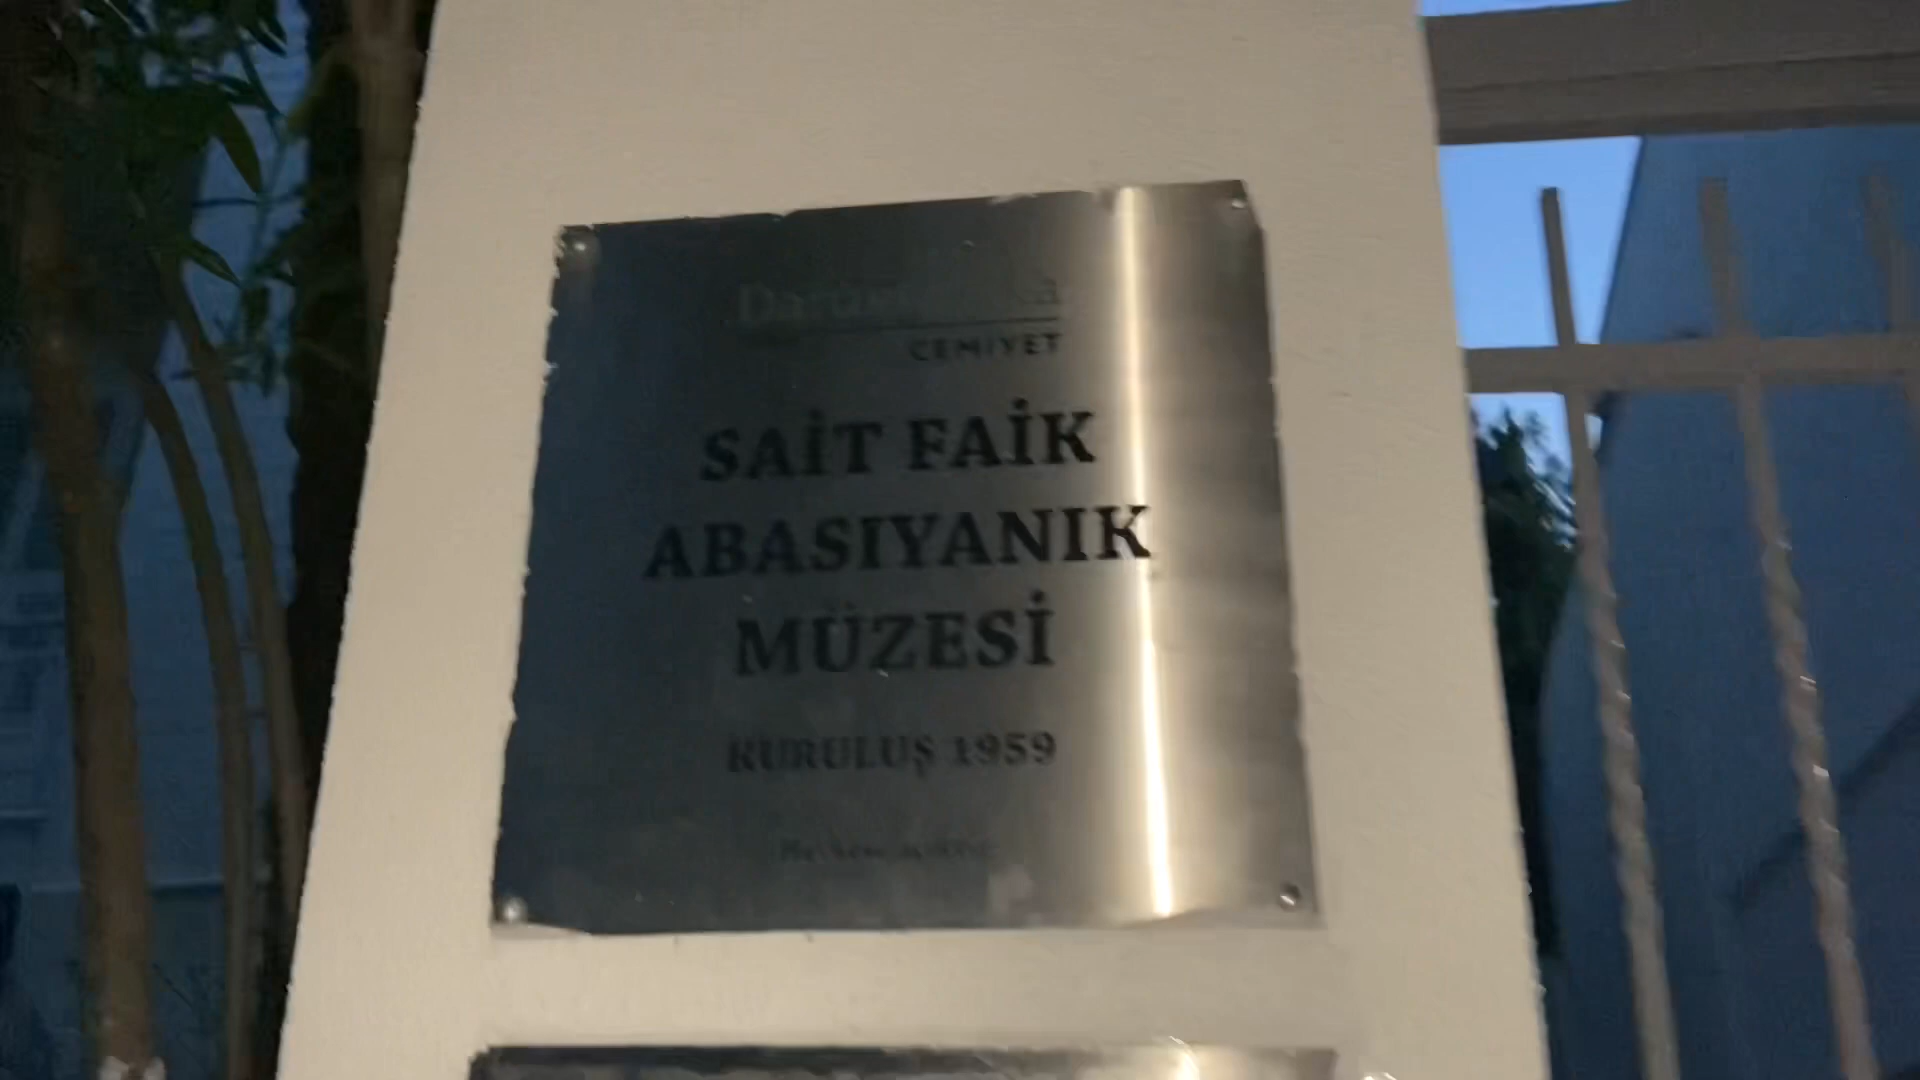 CEMİYET
SAİT FAİK
ABASIYANIK
MÜZESİ
KURULUŞ 1959